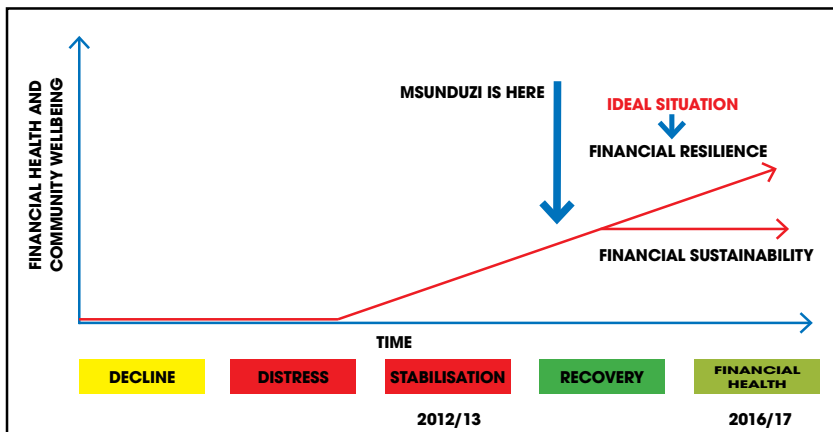 FINANCIAL HEALTH AND
COMMUNITY WELLBEING
MSUNDUZI IS HERE
IDEAL SITUATION
FINANCIAL RESILIENCE
FINANCIAL SUSTAINABILITY
TIME
DECLINE
DISTRESS
STABILISATION
RECOVERY
FINANCIAL
HEALTH
2012/13
2016/17